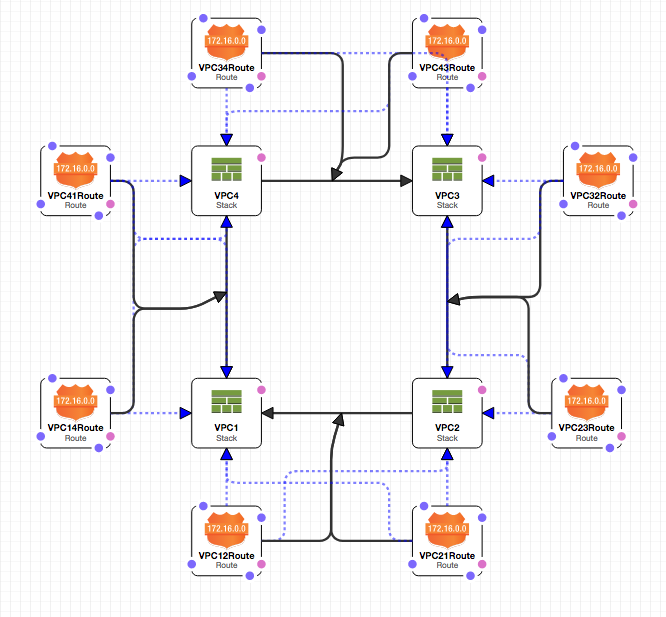 172.16.0.0
VPC34Route
Route
172.16.0.0
VPC43Route
Route
172.16.0.0
VPC41Route
Route
VPC4
Stack
VPC3
Stack
172.16.0.0
VPC32Route
Route
172.16.0.0
VPC14Route
Route
VPC1
Stack
VPC2
Stack
172.16.0.0
VPC23Route
Route
172.16.0.0
VPC12Route
Route
172.16.0.0
VPC21Route
Route